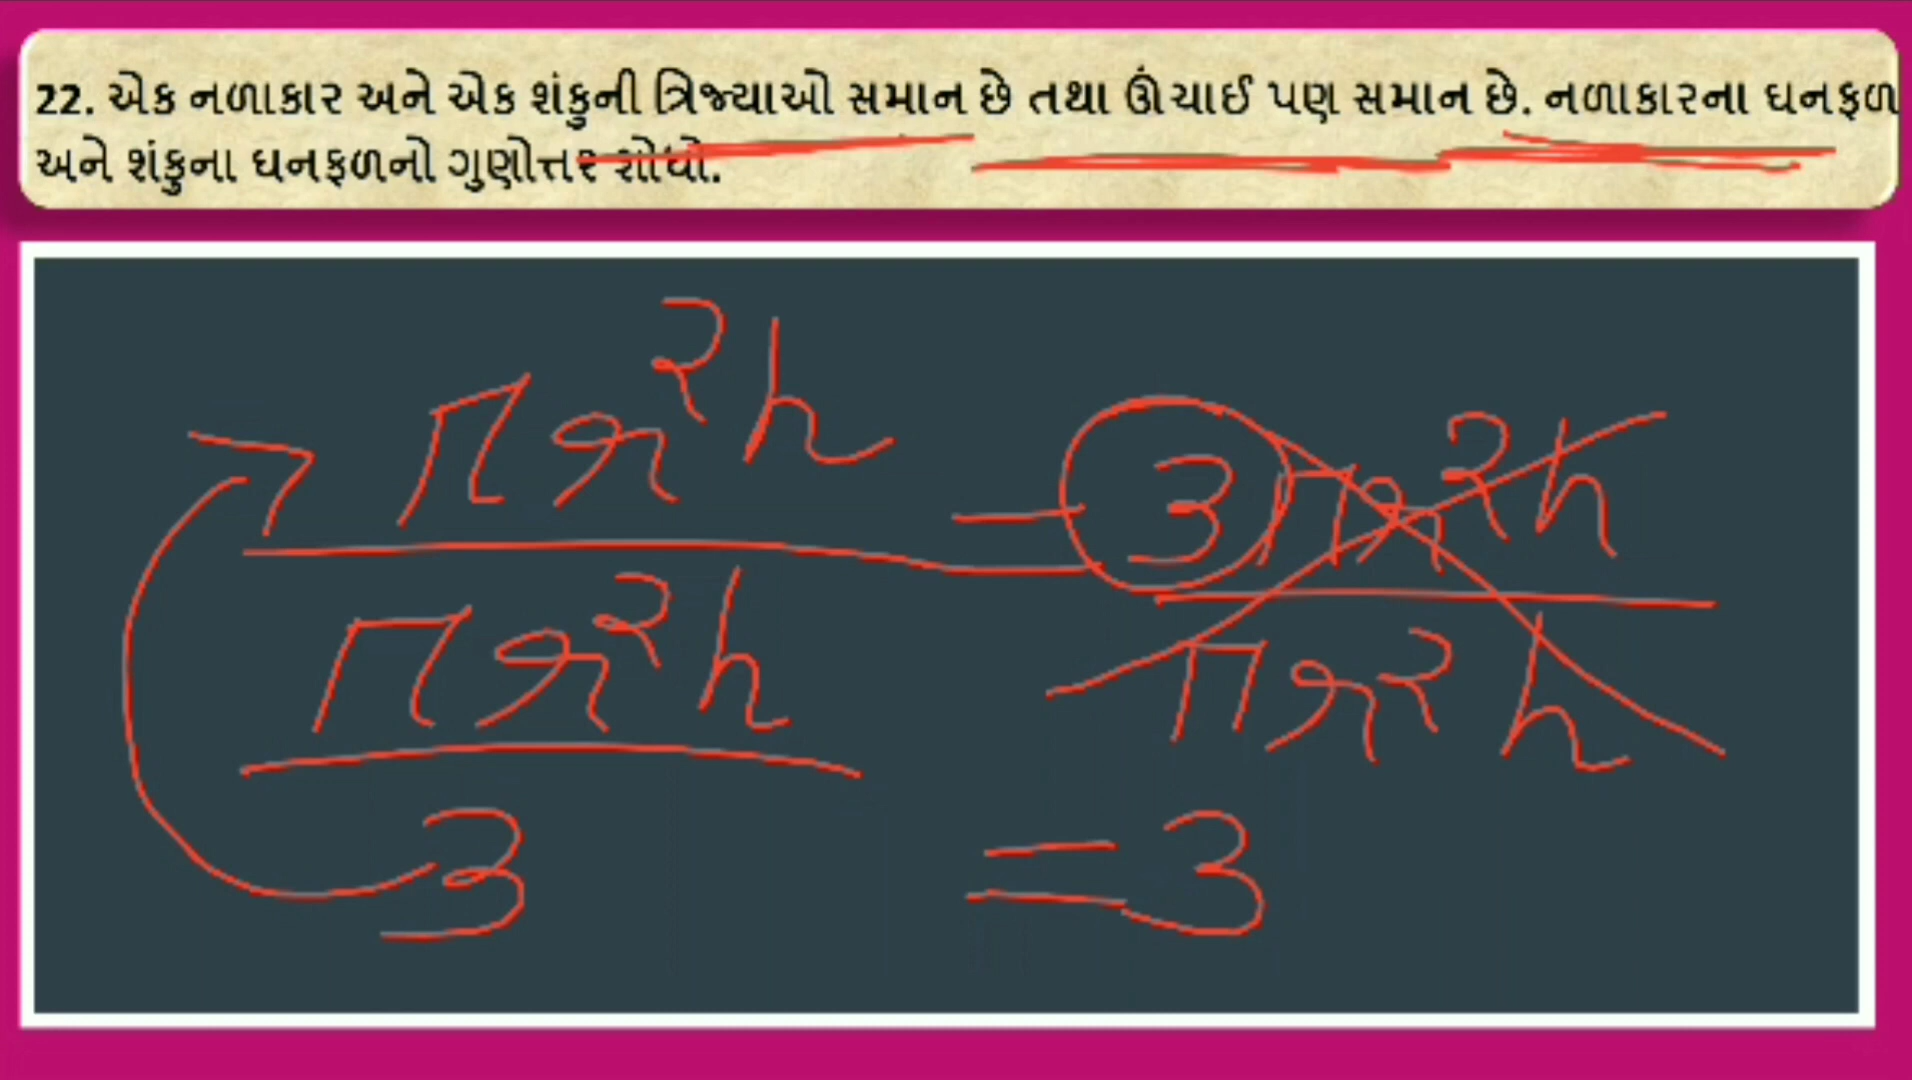 22. એક નળાકાર અને એક શંકુની ત્રિજ્યાઓ સમાન છે તથા ઊંચાઈ પણ સમાન છે. નળાકારના ઘનફળ
અને શંકુના ઘનફળનો ગુણોત્તર શોધો.
πr²h = 3πr²h
πr²h πr²h
3 = 3